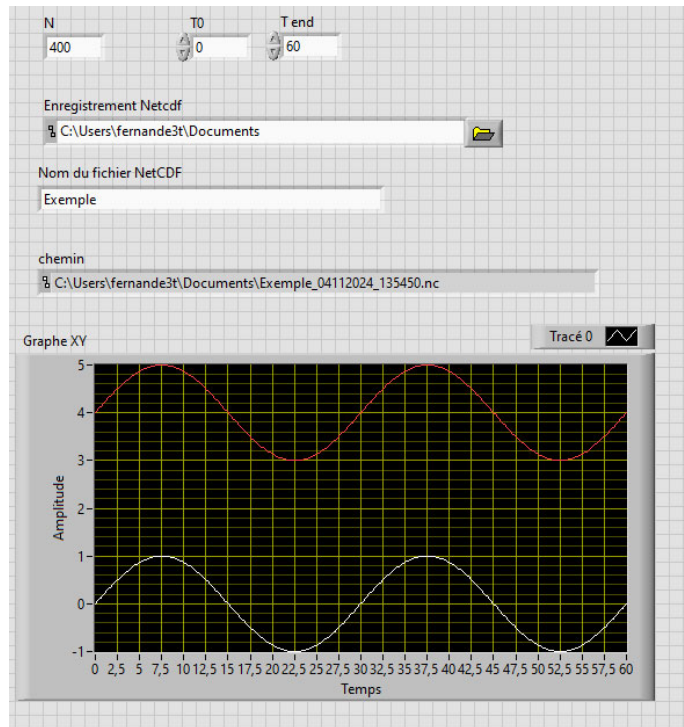 N T0 T end
400 0 60
Enregistrement Netcdf
C:\Users\fernande3t\Documents
Nom du fichier NetCDF
Exemple
chemin
C:\Users\fernande3t\Documents\Exemple_04112024_135450.nc
Graphe XY Tracé 0
5
4
3
2
1
0
-1
Amplitude
0 2,5 5 7,5 10 12,5 15 17,5 20 22,5 25 27,5 30 32,5 35 37,5 40 42,5 45 47,5 50 52,5 55 57,5 60
Temps